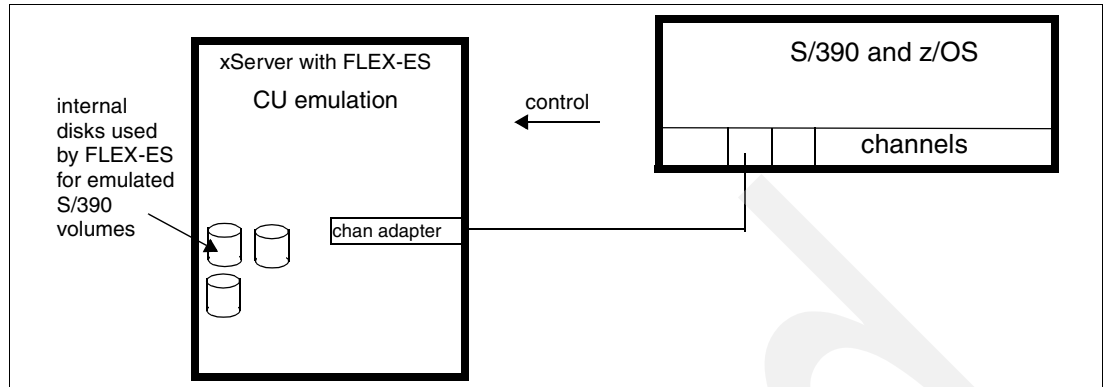 xServer with FLEX-ES
CU emulation
internal
disks used
by FLEX-ES
for emulated
S/390
volumes
chan adapter
control
S/390 and z/OS
channels